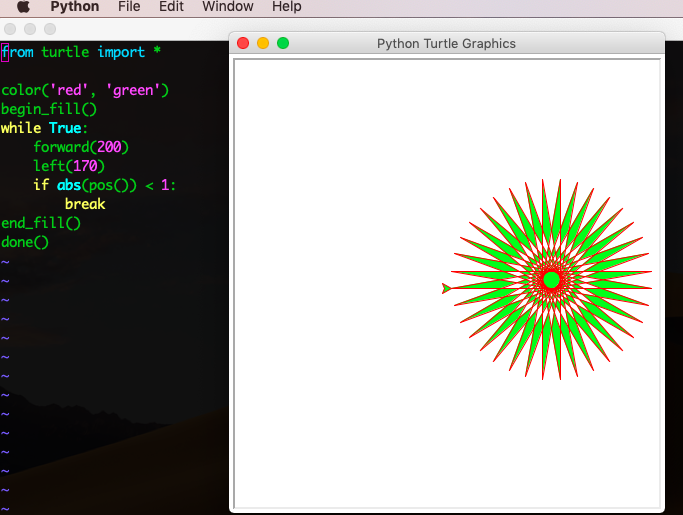 Python File Edit Window Help
Python Turtle Graphics
from turtle import *
color('red', 'green')
begin_fill()
while True:
    forward(200)
    left(170)
    if abs(pos()) < 1:
        break
end_fill()
done()
~
~
~
~
~
~
~
~
~
~
~
~
~
~